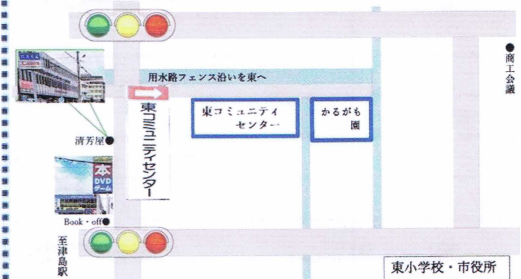 ●商工会議
用水路フェンス沿いを東へ
東コミュニティ
センター
かるがも
園
東コミュニティセンター
清芳屋●
本
DVD
ゲーム
Book・off●
至津島駅
東小学校・市役所